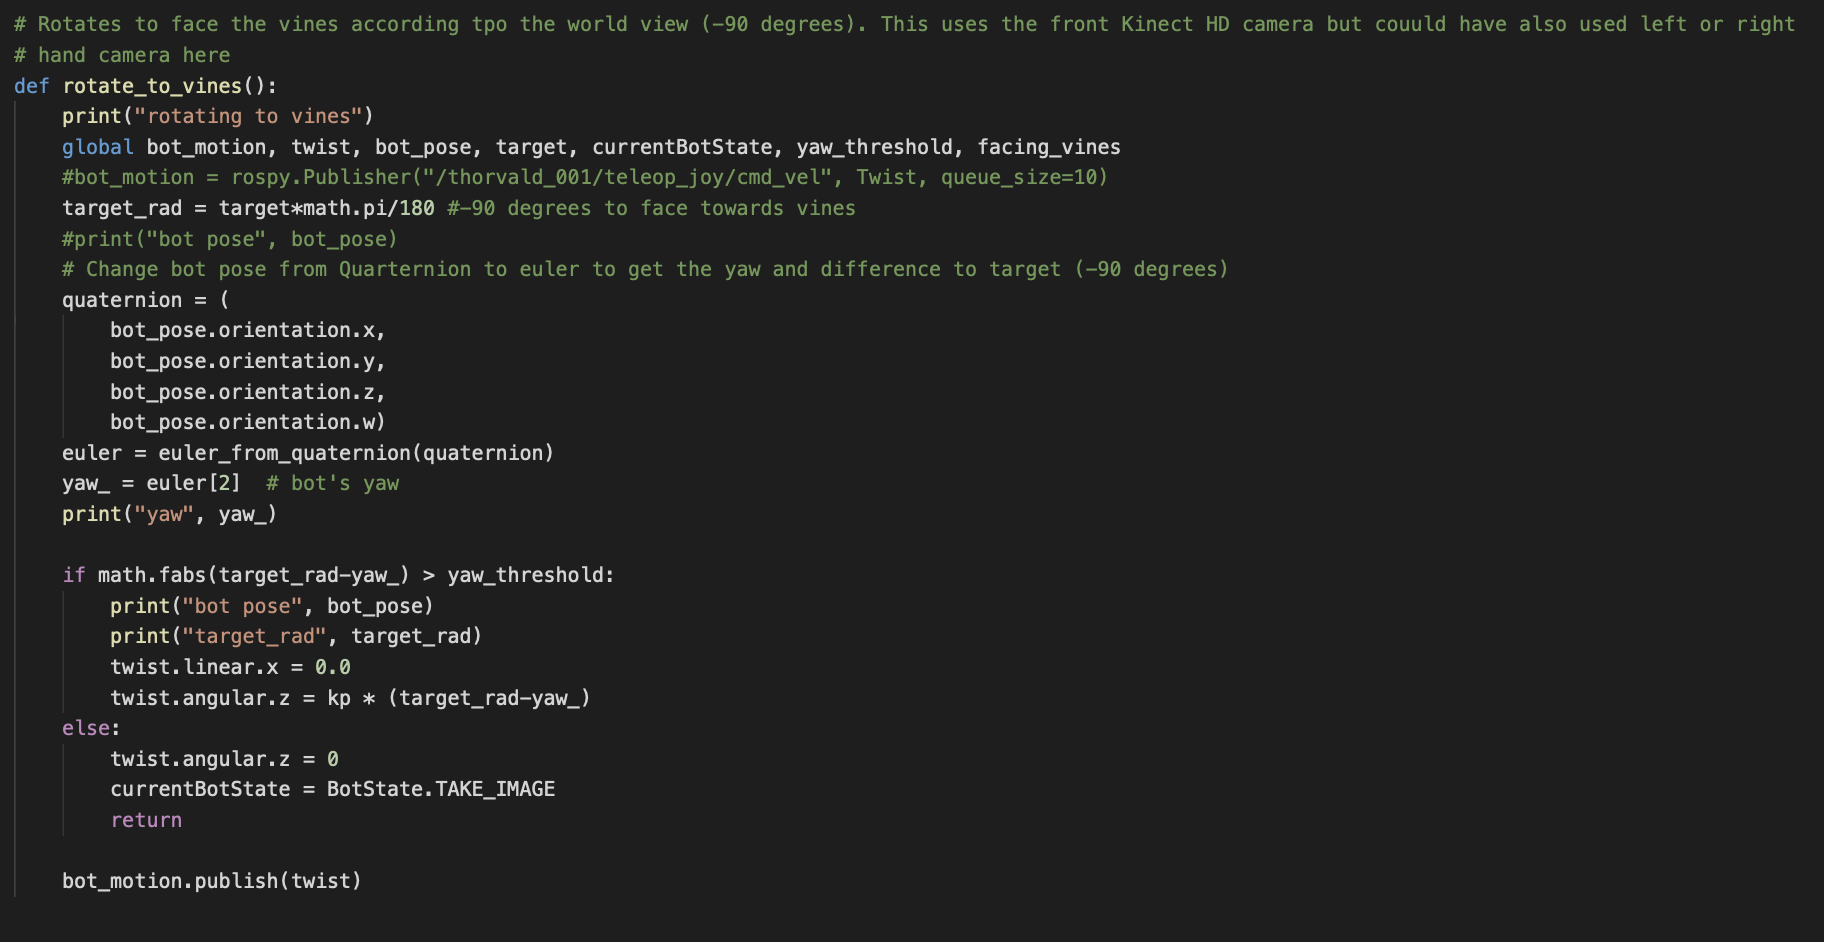 # Rotates to face the vines according tpo the world view (-90 degrees). This uses the front Kinect HD camera but couuld have also used left or right
# hand camera here
def rotate_to_vines():
    print("rotating to vines")
    global bot_motion, twist, bot_pose, target, currentBotState, yaw_threshold, facing_vines
    #bot_motion = rospy.Publisher("/thorvald_001/teleop_joy/cmd_vel", Twist, queue_size=10)
    target_rad = target*math.pi/180 #-90 degrees to face towards vines
    #print("bot pose", bot_pose)
    # Change bot pose from Quarternion to euler to get the yaw and difference to target (-90 degrees)
    quaternion = (
        bot_pose.orientation.x,
        bot_pose.orientation.y,
        bot_pose.orientation.z,
        bot_pose.orientation.w)
    euler = euler_from_quaternion(quaternion)
    yaw_ = euler[2]  # bot's yaw
    print("yaw", yaw_)

    if math.fabs(target_rad-yaw_) > yaw_threshold:
        print("bot pose", bot_pose)
        print("target_rad", target_rad)
        twist.linear.x = 0.0
        twist.angular.z = kp * (target_rad-yaw_)
    else:
        twist.angular.z = 0
        currentBotState = BotState.TAKE_IMAGE
        return

    bot_motion.publish(twist)